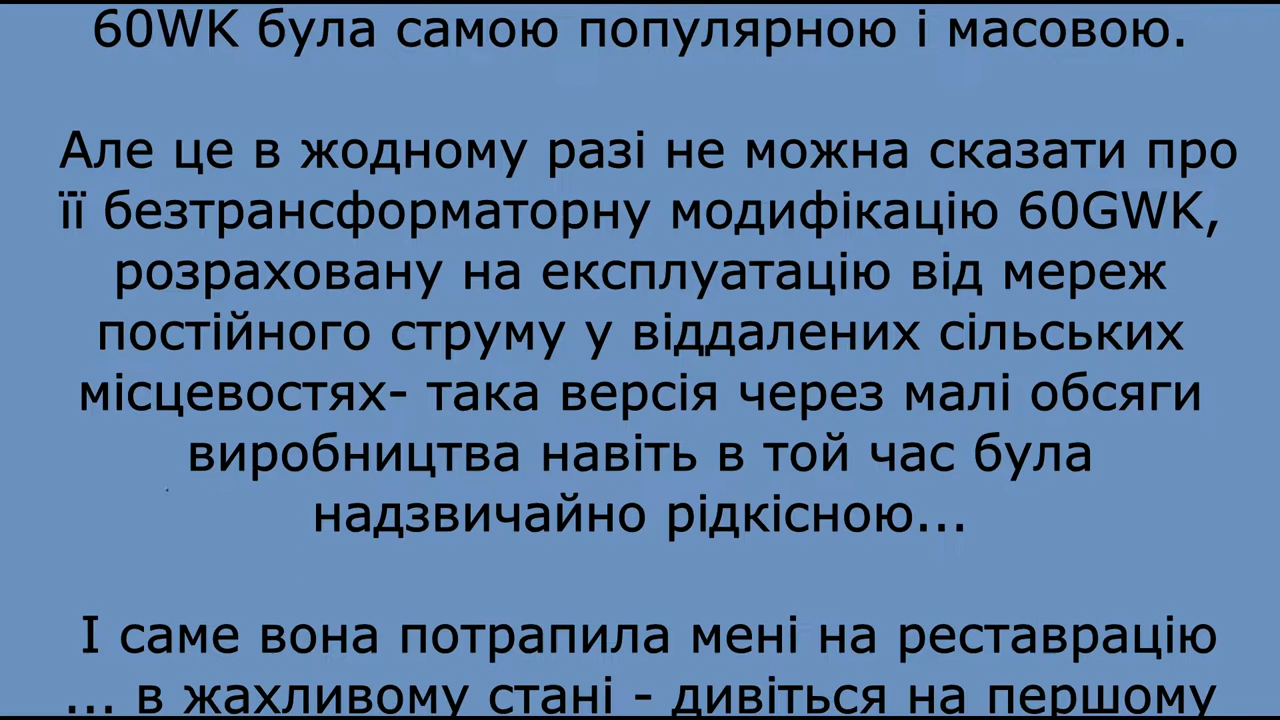 60WK була самою популярною і масовою.
Але це в жодному разі не можна сказати про
її безтрансформаторну модифікацію 60GWK,
розраховану на експлуатацію від мереж
постійного струму у віддалених сільських
місцевостях- така версія через малі обсяги
виробництва навіть в той час була
надзвичайно рідкісною...
І саме вона потрапила мені на реставрацію
... в жахливому стані - дивіться на першому